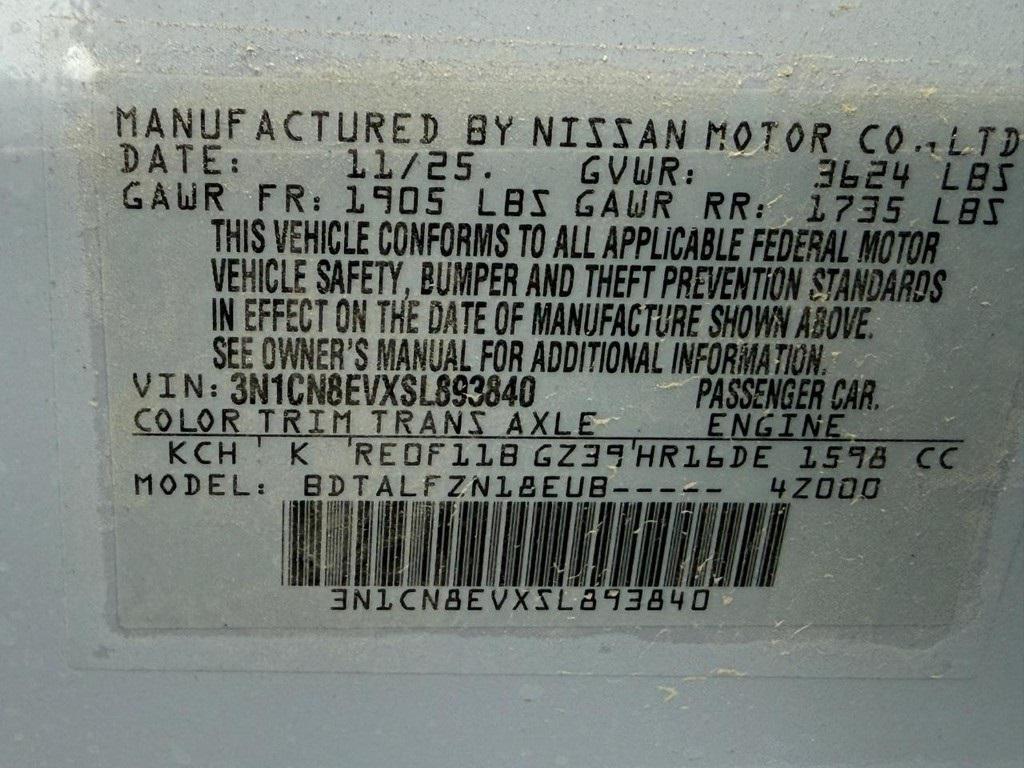 MANUFACTURED BY NISSAN MOTOR CO., LTD
DATE: 11/25. GVWR: 3624 LBS
GAWR FR: 1905 LBS GAWR RR: 1735 LBS
THIS VEHICLE CONFORMS TO ALL APPLICABLE FEDERAL MOTOR
VEHICLE SAFETY, BUMPER AND THEFT PREVENTION STANDARDS
IN EFFECT ON THE DATE OF MANUFACTURE SHOWN ABOVE.
SEE OWNER'S MANUAL FOR ADDITIONAL INFORMATION.
VIN: 3N1CN8EVXSL893840 PASSENGER CAR.
COLOR TRIM TRANS AXLE ENGINE
KCH ' K 'RE0F11B GZ39'HR16DE 1598 CC
MODEL: BDTALFZN18EUB----- 4Z000
3N1CN8EVXSL893840